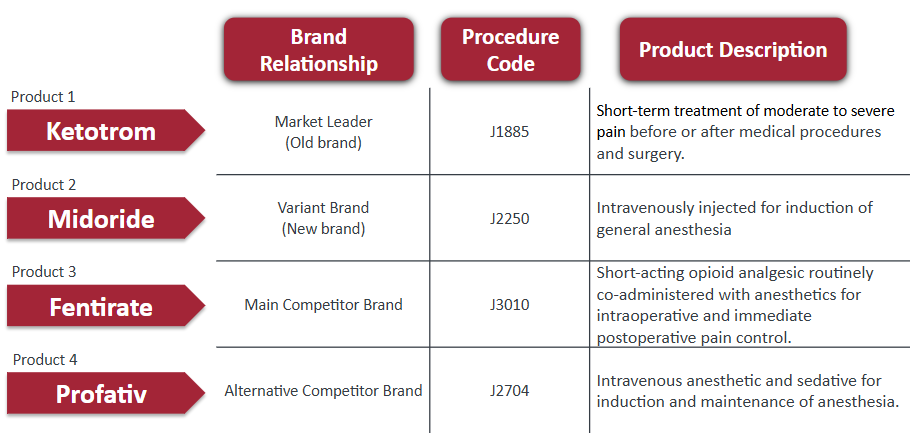 Brand
Relationship
Procedure
Code
Product Description
Product 1
Ketotrom
Market Leader
(Old brand)
J1885
Short-term treatment of moderate to severe
pain before or after medical procedures
and surgery.
Product 2
Midoride
Variant Brand
(New brand)
J2250
Intravenously injected for induction of
general anesthesia
Product 3
Fentirate
Main Competitor Brand
J3010
Short-acting opioid analgesic routinely
co-administered with anesthetics for
intraoperative and immediate
postoperative pain control.
Product 4
Profativ
Alternative Competitor Brand
J2704
Intravenous anesthetic and sedative for
induction and maintenance of anesthesia.